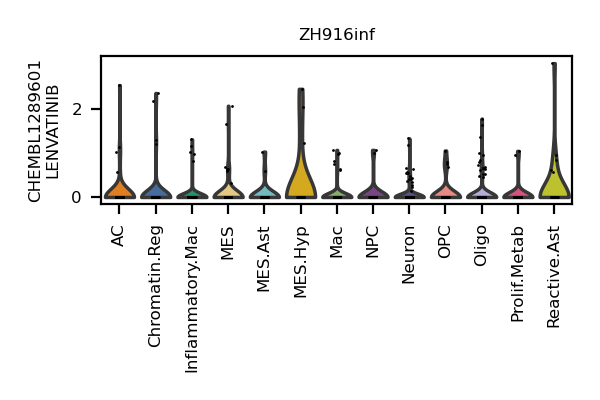 ZH916inf
CHEMBL1289601
LENVATINIB
2
0
AC
Chromatin.Reg
Inflammatory.Mac
MES
MES.Ast
MES.Hyp
Mac
NPC
Neuron
OPC
Oligo
Prolif.Metab
Reactive.Ast